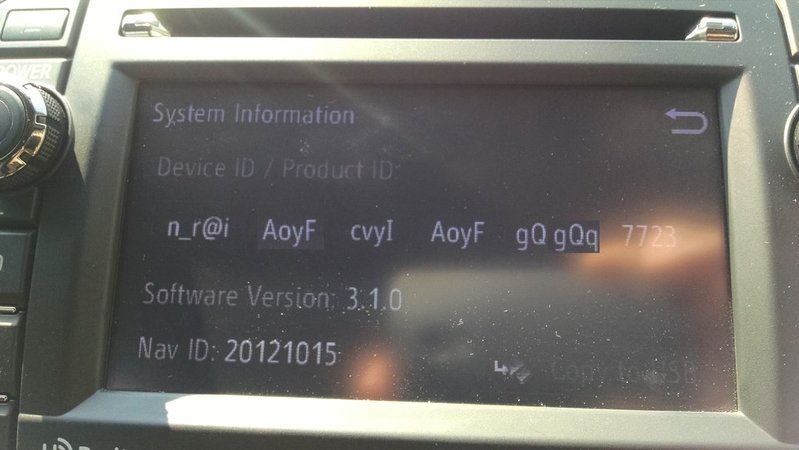 POWER
System Information
Device ID / Product ID:
n_r@i AoyF cvyI AoyF gQ gQq 7723
Software Version: 3.1.0
Nav ID: 20121015
Copy to USB